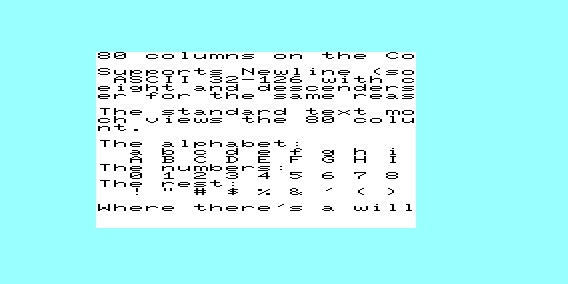 80 columns on the Co
Supports Newline (so
 ASCII 32-126 with c
eight and descenders
er for the same reas
The standard text mo
ch views the 80 colu
nt.
The alphabet:
a b c d e f g h i
A B C D E F G H I
The numbers:
0 1 2 3 4 5 6 7 8
The rest:
! " # $ % & ' ( )
Where there's a will